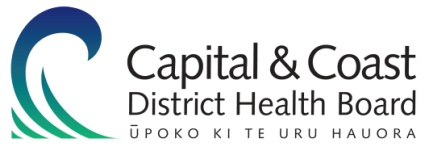 Capital & Coast
District Health Board
ŪPOKO KI TE URU HAUORA